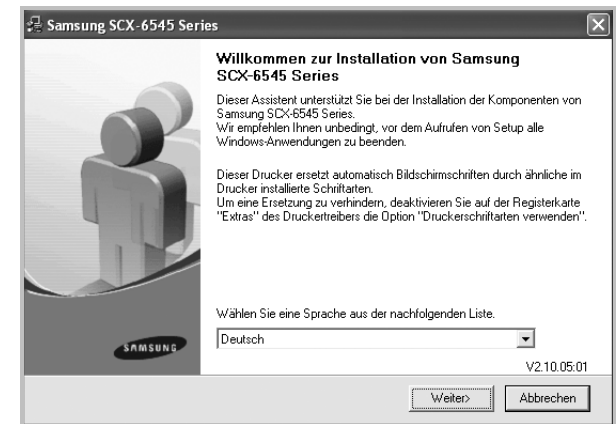 Samsung SCX-6545 Series
Willkommen zur Installation von Samsung
SCX-6545 Series
Dieser Assistent unterstützt Sie bei der Installation der Komponenten von
Samsung SCX-6545 Series.
Wir empfehlen Ihnen unbedingt, vor dem Aufrufen von Setup alle
Windows-Anwendungen zu beenden.
Dieser Drucker ersetzt automatisch Bildschirmschriften durch ähnliche im
Drucker installierte Schriftarten.
Um eine Ersetzung zu verhindern, deaktivieren Sie auf der Registerkarte
"Extras" des Druckertreibers die Option "Druckerschriftarten verwenden".
Wählen Sie eine Sprache aus der nachfolgenden Liste.
Deutsch
SAMSUNG
V2.10.05:01
Weiter>
Abbrechen